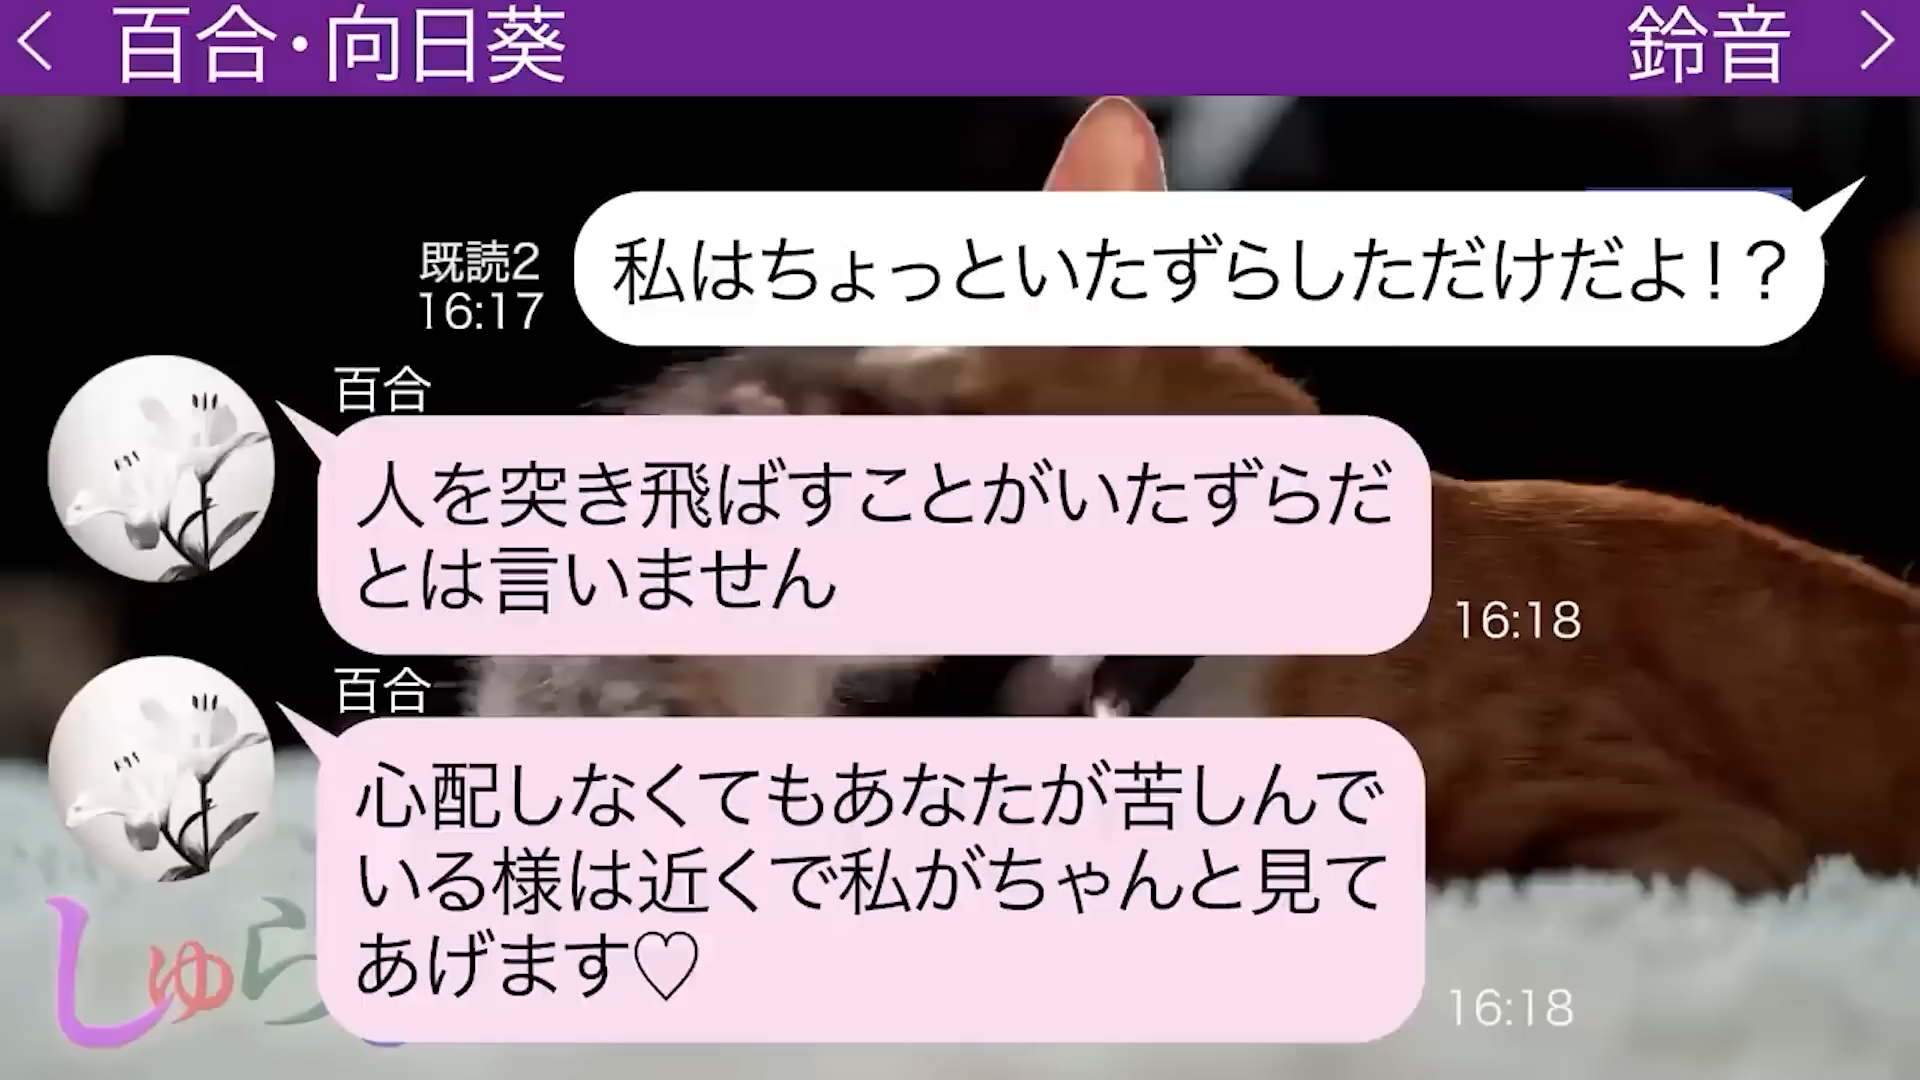 百合・向日葵
鈴音
私はちょっといたずらしただけだよ！？
既読2
16:17
百合
人を突き飛ばすことがいたずらだ
とは言いません
16:18
百合
心配しなくてもあなたが苦しんで
いる様は近くで私がちゃんと見て
あげます♡
16:18
しゅら